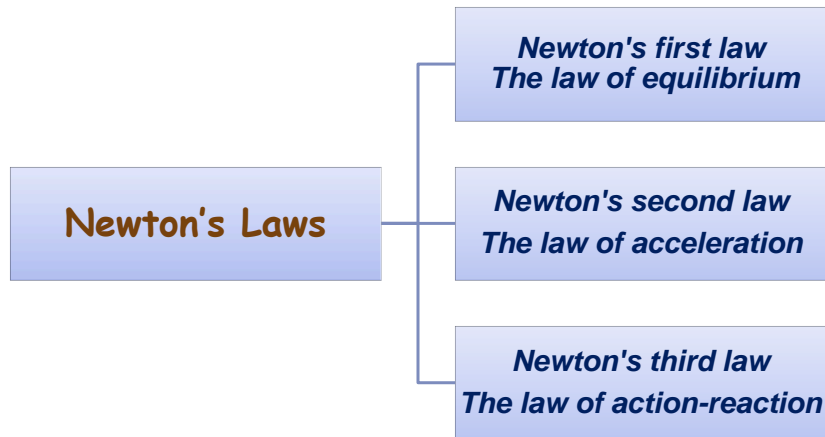 Newton's first law
The law of equilibrium
Newton's Laws
Newton's second law
The law of acceleration
Newton's third law
The law of action-reaction